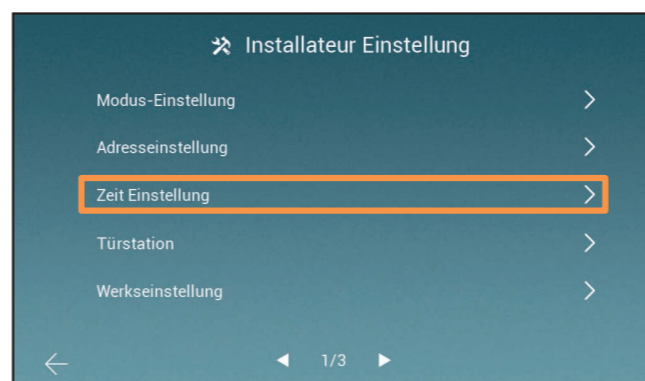 Installateur Einstellung
Modus-Einstellung
Adresseinstellung
Zeit Einstellung
Türstation
Werkseinstellung
1/3